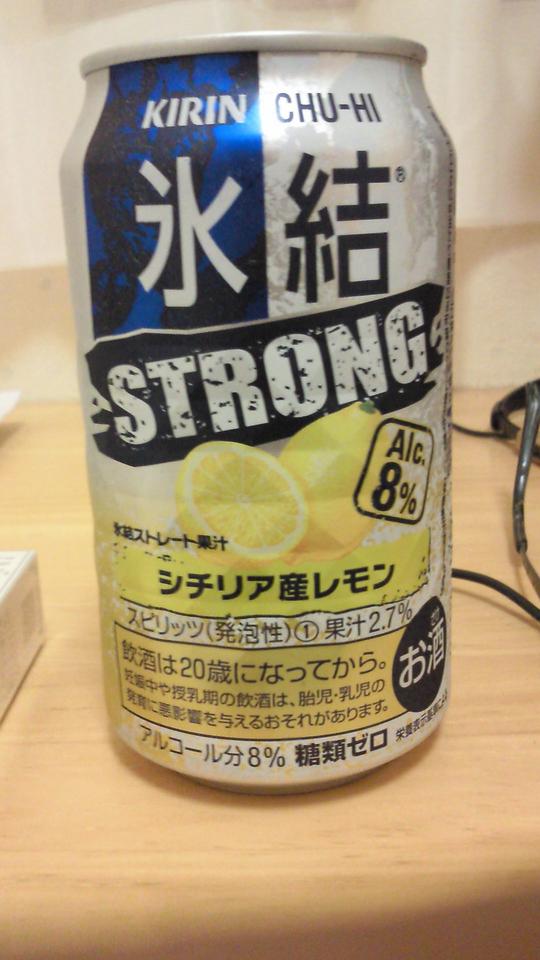 KIRIN CHU-HI
氷結®
STRONG
Alc.
8%
氷結ストレート果汁
シチリア産レモン
スピリッツ(発泡性)① 果汁2.7%
飲酒は20歳になってから。
妊娠中や授乳期の飲酒は、胎児・乳児の
発育に悪影響を与えるおそれがあります。
お酒
アルコール分8% 糖類ゼロ